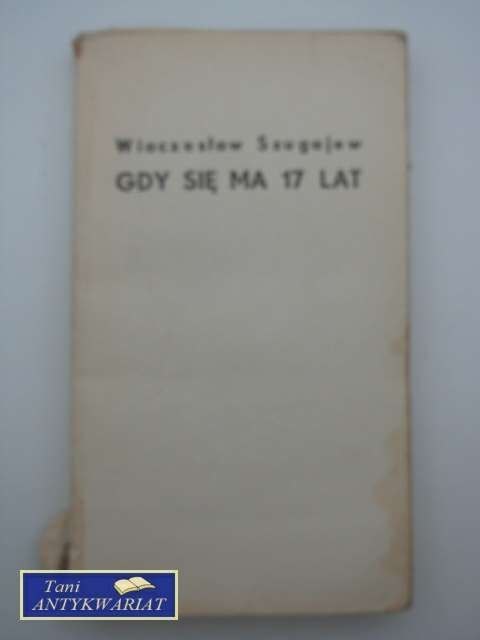 Wiaczesław Szugajew
GDY SIĘ MA 17 LAT
Tani
ANTYKWARIAT